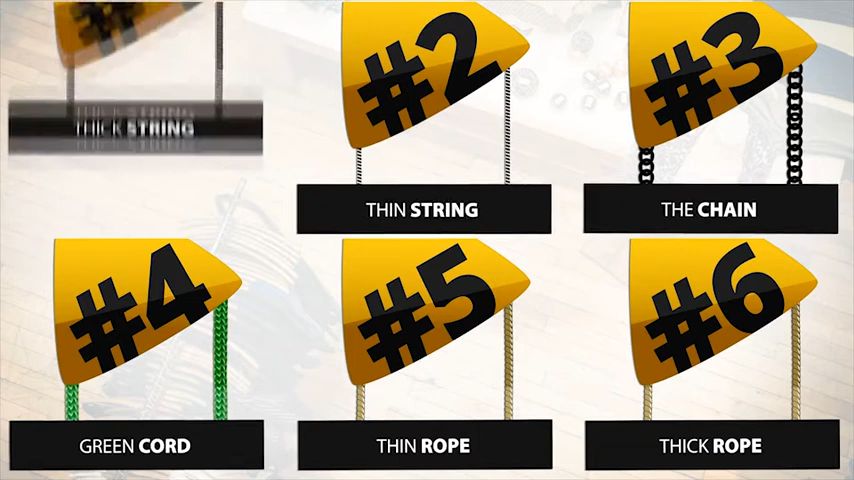 THICK STRING
#2
THIN STRING
#3
THE CHAIN
#4
GREEN CORD
#5
THIN ROPE
#6
THICK ROPE